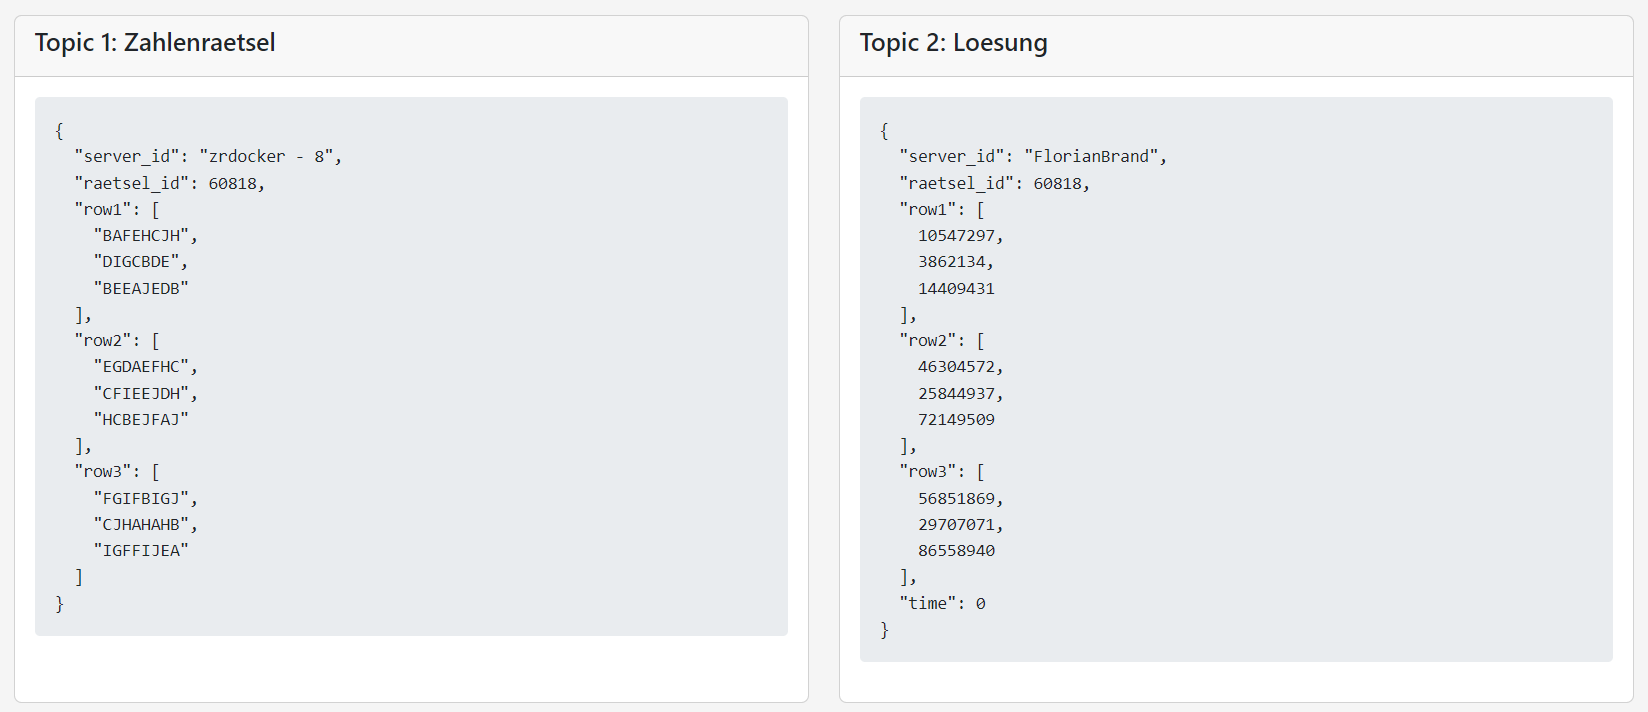 Topic 1: Zahlenraetsel
{
  "server_id": "zrdocker - 8",
  "raetsel_id": 60818,
  "row1": [
    "BAFEHCJH",
    "DIGCBDE",
    "BEEAJEDB"
  ],
  "row2": [
    "EGDAEFHC",
    "CFIEEJDH",
    "HCBEJFAJ"
  ],
  "row3": [
    "FGIFBIGJ",
    "CJHAHAHB",
    "IGFFIJEA"
  ]
}
Topic 2: Loesung
{
  "server_id": "FlorianBrand",
  "raetsel_id": 60818,
  "row1": [
    10547297,
    3862134,
    14409431
  ],
  "row2": [
    46304572,
    25844937,
    72149509
  ],
  "row3": [
    56851869,
    29707071,
    86558940
  ],
  "time": 0
}